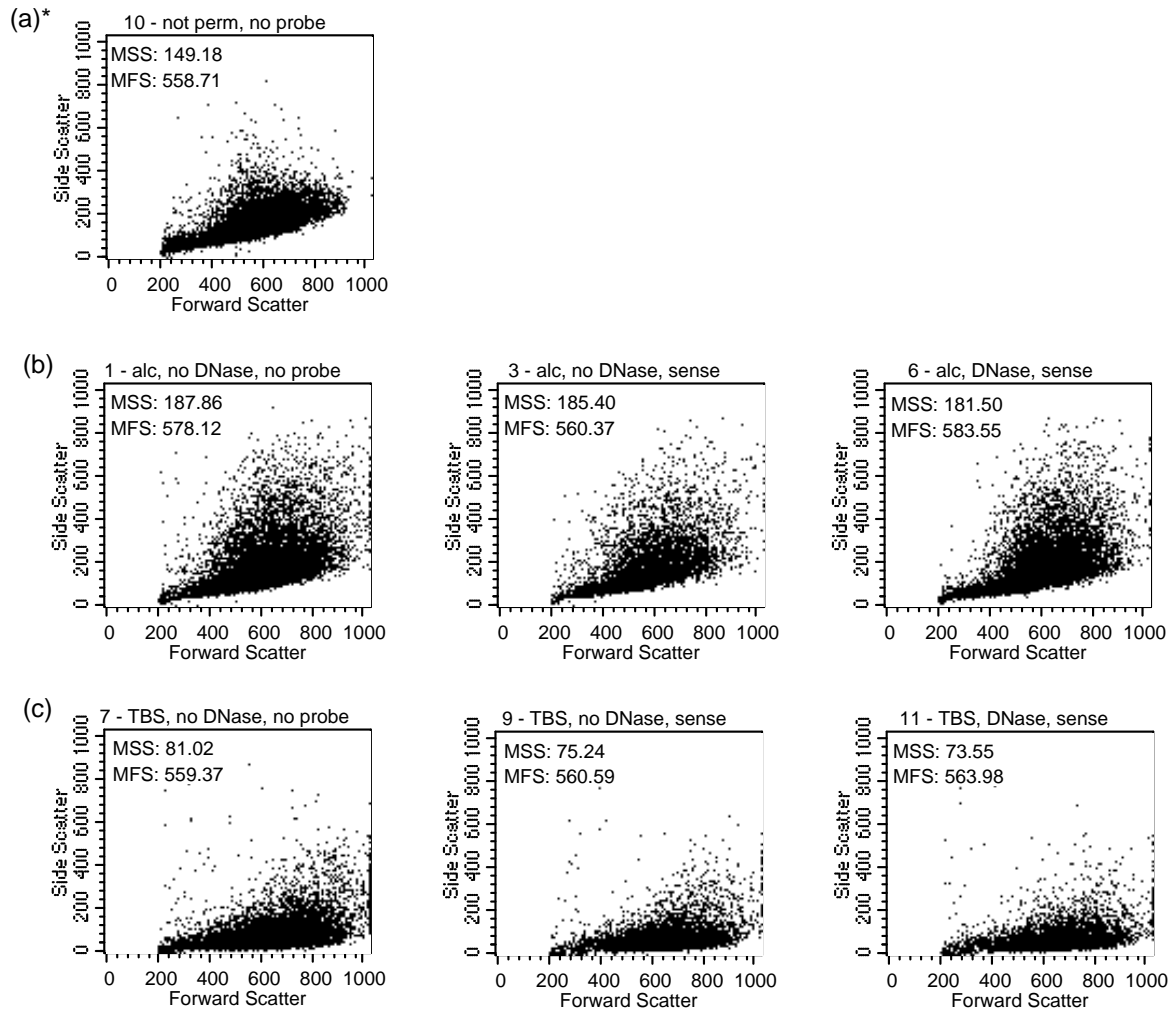 (a)*
10 - not perm, no probe
MSS: 149.18
MFS: 558.71
Side Scatter
0 200 400 600 800 1000
0 200 400 600 800 1000
Forward Scatter
(b)
1 - alc, no DNase, no probe
MSS: 187.86
MFS: 578.12
Side Scatter
0 200 400 600 800 1000
0 200 400 600 800 1000
Forward Scatter
3 - alc, no DNase, sense
MSS: 185.40
MFS: 560.37
Side Scatter
0 200 400 600 800 1000
0 200 400 600 800 1000
Forward Scatter
6 - alc, DNase, sense
MSS: 181.50
MFS: 583.55
Side Scatter
0 200 400 600 800 1000
0 200 400 600 800 1000
Forward Scatter
(c)
7 - TBS, no DNase, no probe
MSS: 81.02
MFS: 559.37
Side Scatter
0 200 400 600 800 1000
0 200 400 600 800 1000
Forward Scatter
9 - TBS, no DNase, sense
MSS: 75.24
MFS: 560.59
Side Scatter
0 200 400 600 800 1000
0 200 400 600 800 1000
Forward Scatter
11 - TBS, DNase, sense
MSS: 73.55
MFS: 563.98
Side Scatter
0 200 400 600 800 1000
0 200 400 600 800 1000
Forward Scatter